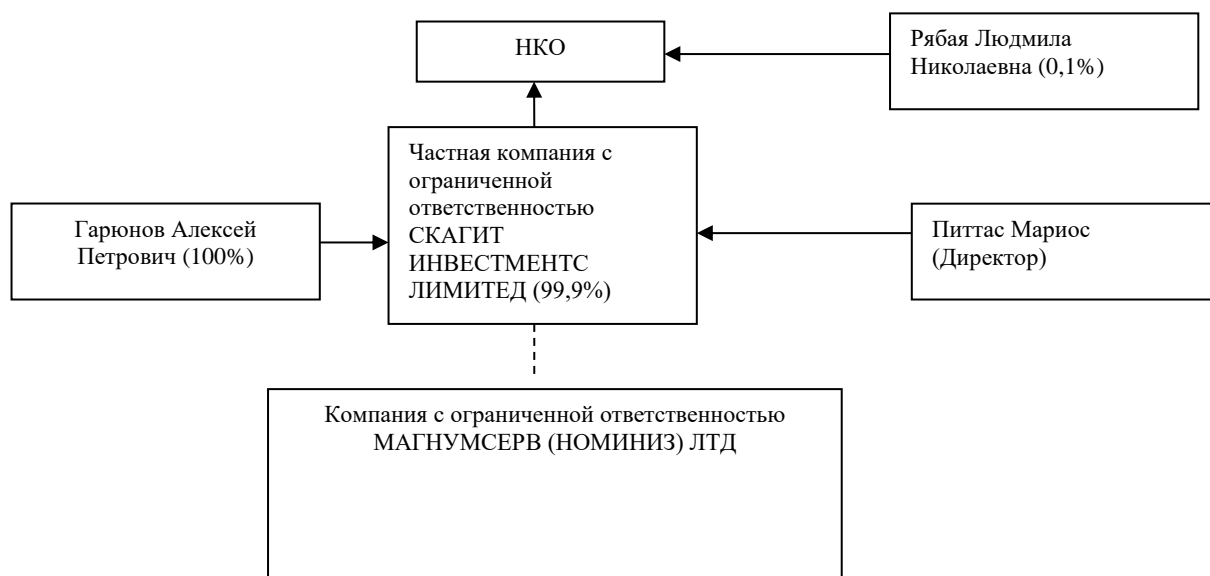 НКО
Рябая Людмила
Николаевна (0,1%)
Частная компания с
ограниченной
ответственностью
СКАГИТ
ИНВЕСТМЕНТС
ЛИМИТЕД (99,9%)
Гарюнов Алексей
Петрович (100%)
Питтас Мариос
(Директор)
Компания с ограниченной ответственностью
МАГНУМСЕРВ (НОМИНИЗ) ЛТД